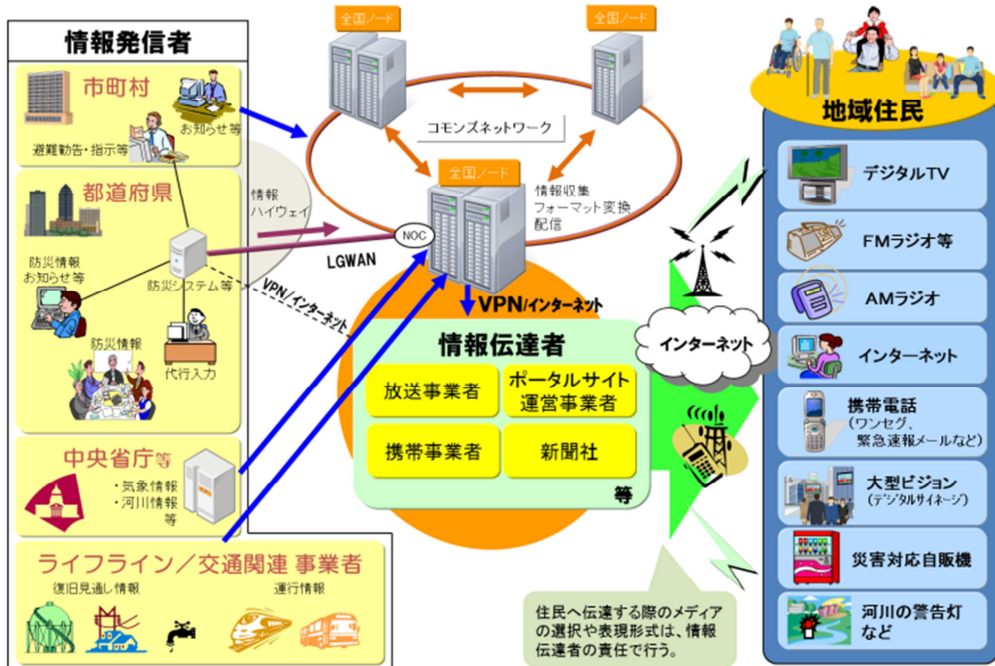 情報発信者
市町村
お知らせ等
避難勧告・指示等
都道府県
防災情報
お知らせ等
防災システム等
防災情報
代行入力
中央省庁等
・気象情報
・河川情報
等
ライフライン／交通関連 事業者
復旧見通し情報
運行情報
情報
ハイウェイ
LGWAN
VPN/インターネット
全国ノード
全国ノード
コモンズネットワーク
全国ノード
NOC
情報収集
フォーマット変換
配信
VPN/インターネット
情報伝達者
放送事業者
ポータルサイト
運営事業者
携帯事業者
新聞社
等
インターネット
住民へ伝達する際のメディア
の選択や表現形式は、情報
伝達者の責任で行う。
地域住民
デジタルTV
FMラジオ等
AMラジオ
インターネット
携帯電話
(ワンセグ、
緊急速報メールなど)
大型ビジョン
(デジタルサイネージ)
災害対応自販機
河川の警告灯
など